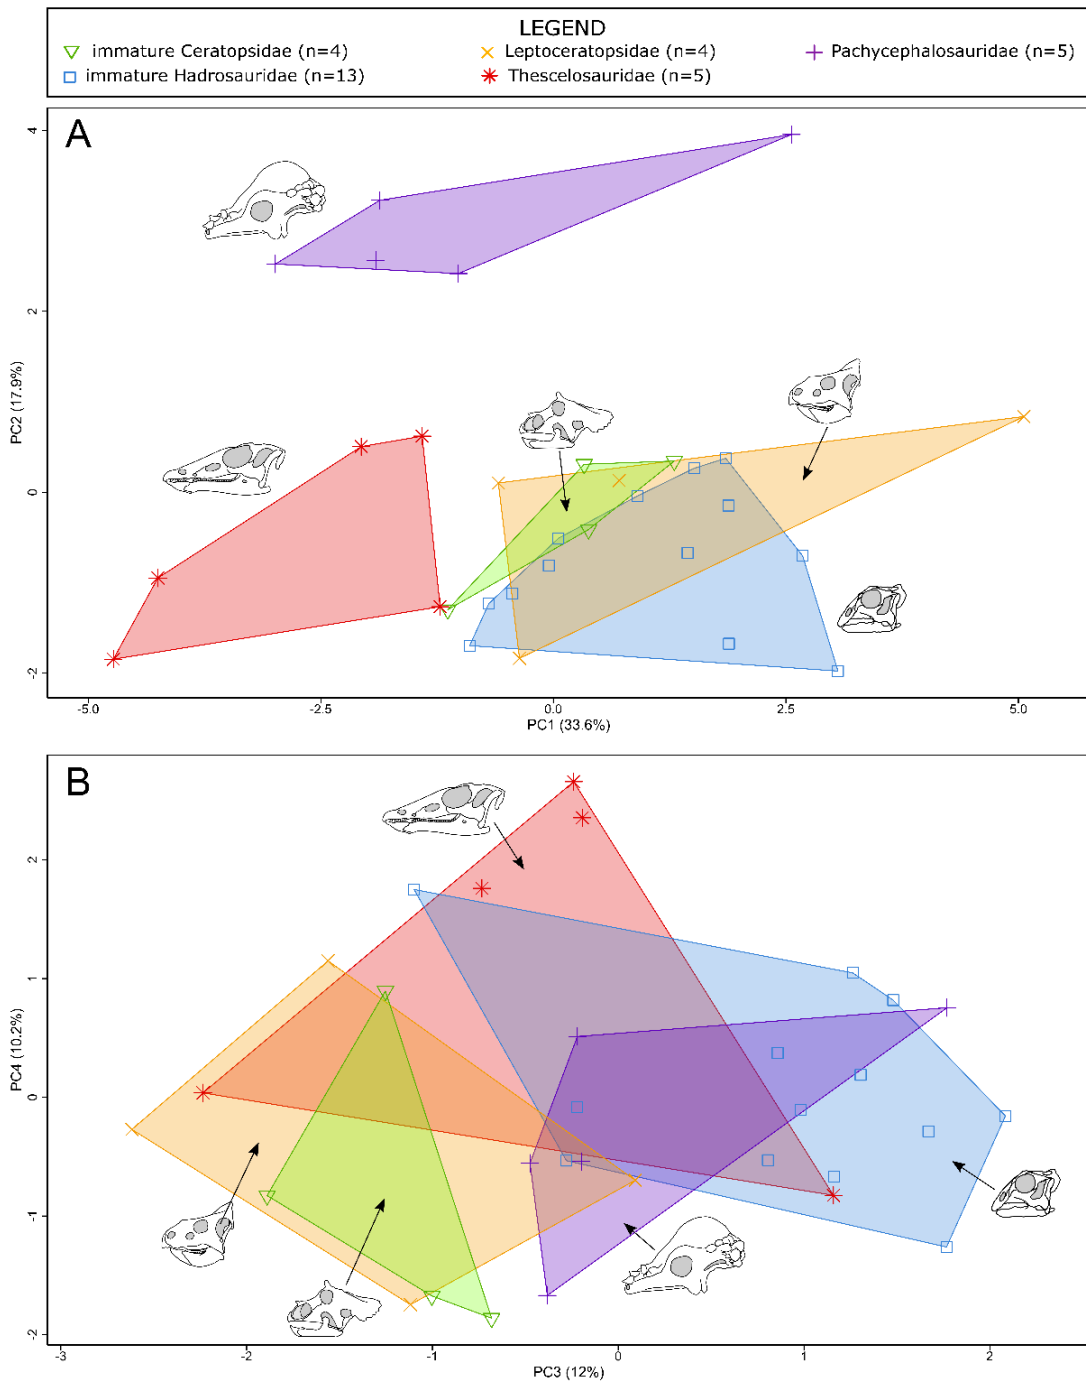 LEGEND
immature Ceratopsidae (n=4) Leptoceratopsidae (n=4) Pachycephalosauridae (n=5)
immature Hadrosauridae (n=13) Thescelosauridae (n=5)
A
4
2
0
-2
PC2 (17.9%)
-5.0 -2.5 0.0 2.5 5.0
PC1 (33.6%)
B
2
1
0
-1
-2
PC4 (10.2%)
-3 -2 -1 0 1 2
PC3 (12%)